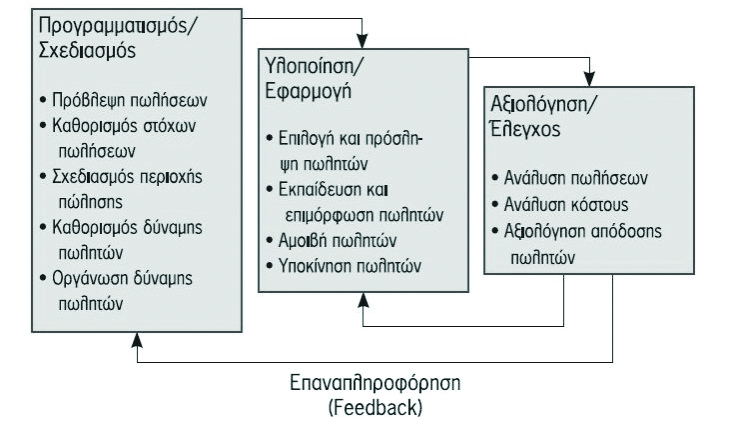 Προγραμματισμός/
Σχεδιασμός
• Πρόβλεψη πωλήσεων
• Καθορισμός στόχων
πωλήσεων
• Σχεδιασμός περιοχής
πώλησης
• Καθορισμός δύναμης
πωλητών
• Οργάνωση δύναμης
πωλητών
Υλοποίηση/
Εφαρμογή
• Επιλογή και πρόσλη-
ψη πωλητών
• Εκπαίδευση και
επιμόρφωση πωλητών
• Αμοιβή πωλητών
• Υποκίνηση πωλητών
Αξιολόγηση/
Έλεγχος
• Ανάλυση πωλήσεων
• Ανάλυση κόστους
• Αξιολόγηση απόδοσης
πωλητών
Επαναπληροφόρηση
(Feedback)